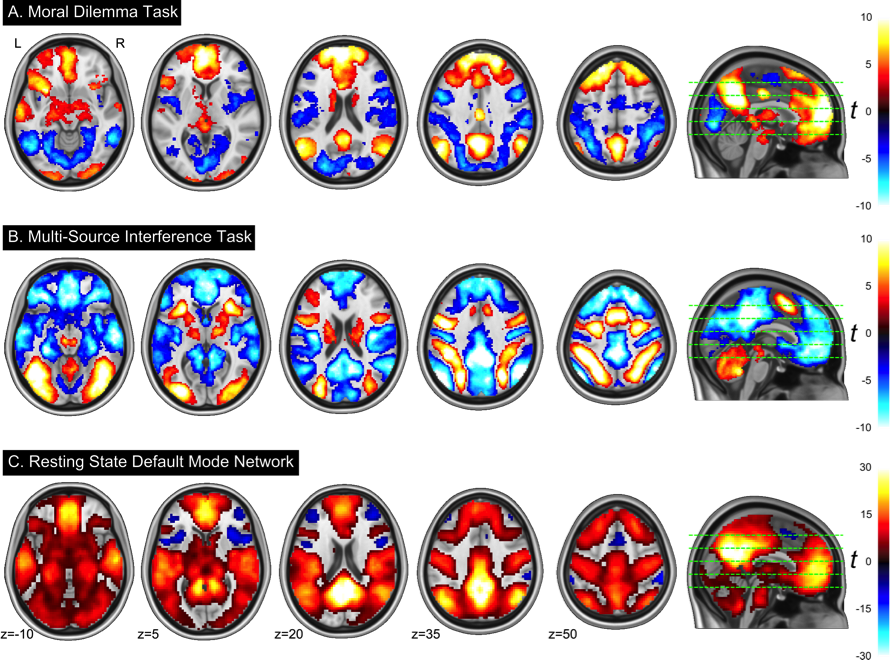 A. Moral Dilemma Task
L
R
10
5
t
0
-5
-10
B. Multi-Source Interference Task
10
5
t
0
-5
-10
C. Resting State Default Mode Network
30
15
t
0
-15
-30
z=-10
z=5
z=20
z=35
z=50